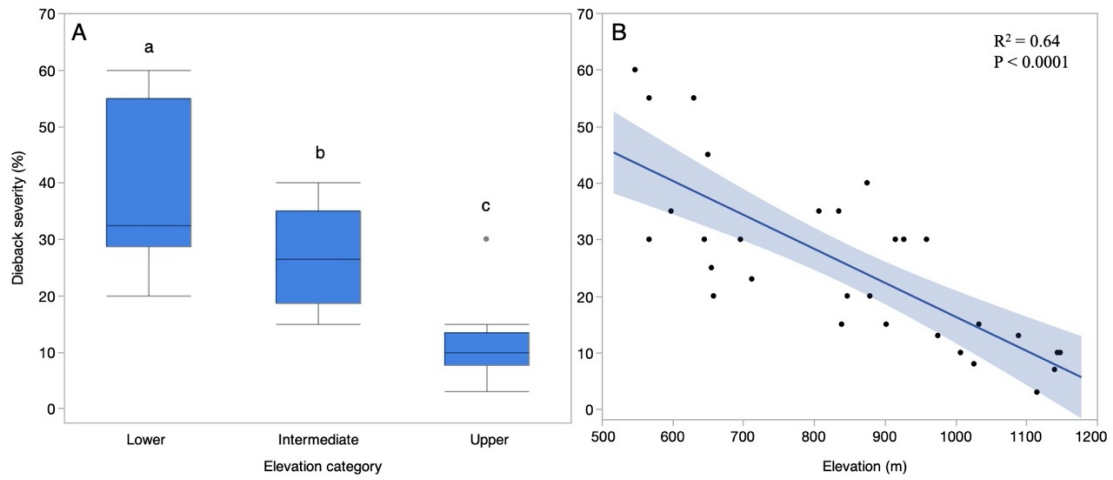 A
a
b
c
70
60
50
40
30
20
10
0
Dieback severity (%)
Lower Intermediate Upper
Elevation category
B
R² = 0.64
P < 0.0001
70
60
50
40
30
20
10
0
500 600 700 800 900 1000 1100 1200
Elevation (m)